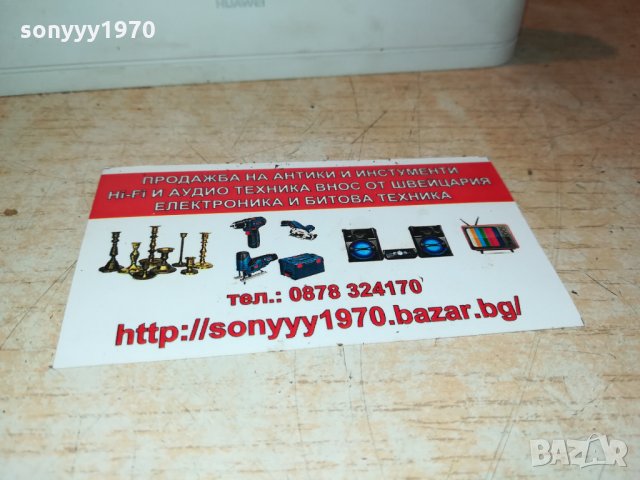 sonyyy1970
HUAWEI
ПРОДАЖБА НА АНТИКИ И ИНСТУМЕНТИ
Hi-Fi И АУДИО ТЕХНИКА ВНОС ОТ ШВЕЙЦАРИЯ
ЕЛЕКТРОНИКА И БИТОВА ТЕХНИКА
тел.: 0878 324170
http://sonyyy1970.bazar.bg/
BAZAR